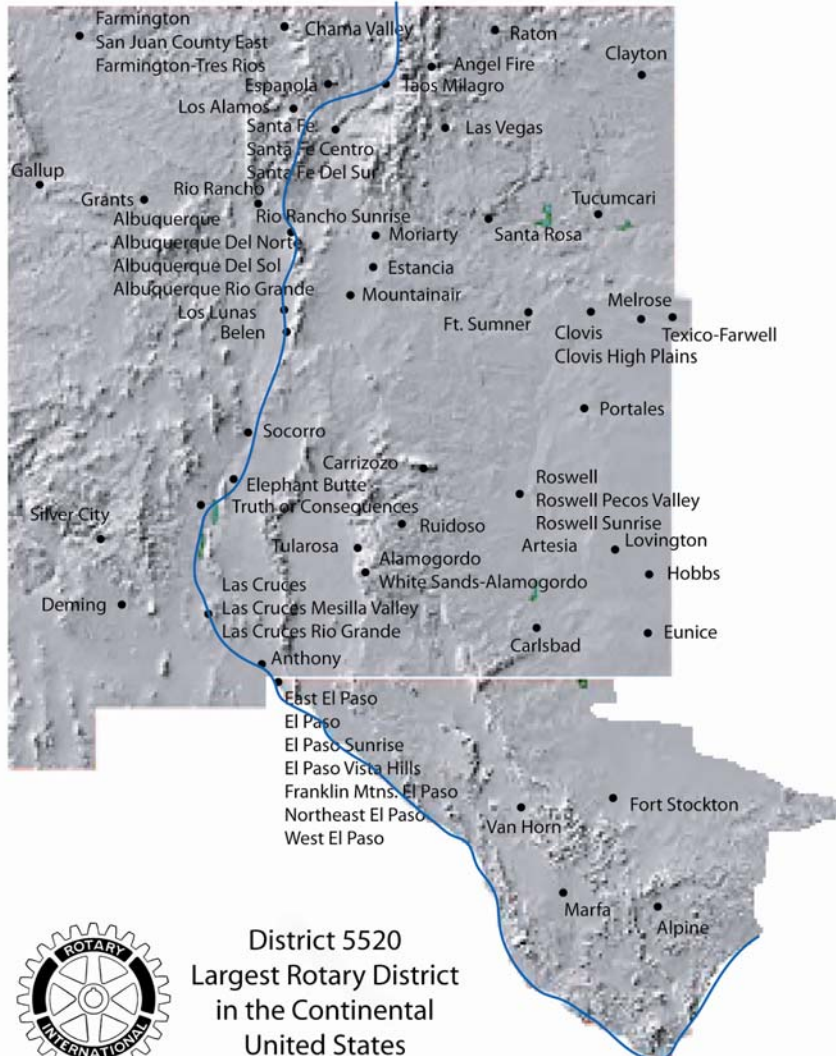 Farmington
San Juan County East
Farmington-Tres Rios
Chama Valley
Raton
Clayton
Angel Fire
Espanola
Taos Milagro
Los Alamos
Santa Fe
Santa Fe Centro
Santa Fe Del Sur
Las Vegas
Gallup
Grants
Rio Rancho
Rio Rancho Sunrise
Albuquerque
Albuquerque Del Norte
Albuquerque Del Sol
Albuquerque Rio Grande
Moriarty
Santa Rosa
Tucumcari
Estancia
Mountainair
Los Lunas
Belen
Ft. Sumner
Melrose
Clovis
Clovis High Plains
Texico-Farwell
Portales
Socorro
Carrizozo
Elephant Butte
Truth or Consequences
Roswell
Roswell Pecos Valley
Roswell Sunrise
Silver City
Ruidoso
Tularosa
Alamogordo
White Sands-Alamogordo
Artesia
Lovington
Hobbs
Deming
Las Cruces
Las Cruces Mesilla Valley
Las Cruces Rio Grande
Carlsbad
Eunice
Anthony
East El Paso
El Paso
El Paso Sunrise
El Paso Vista Hills
Franklin Mtns. El Paso
Northeast El Paso
West El Paso
Van Horn
Fort Stockton
Marfa
Alpine
ROTARY
INTERNATIONAL
District 5520
Largest Rotary District
in the Continental
United States